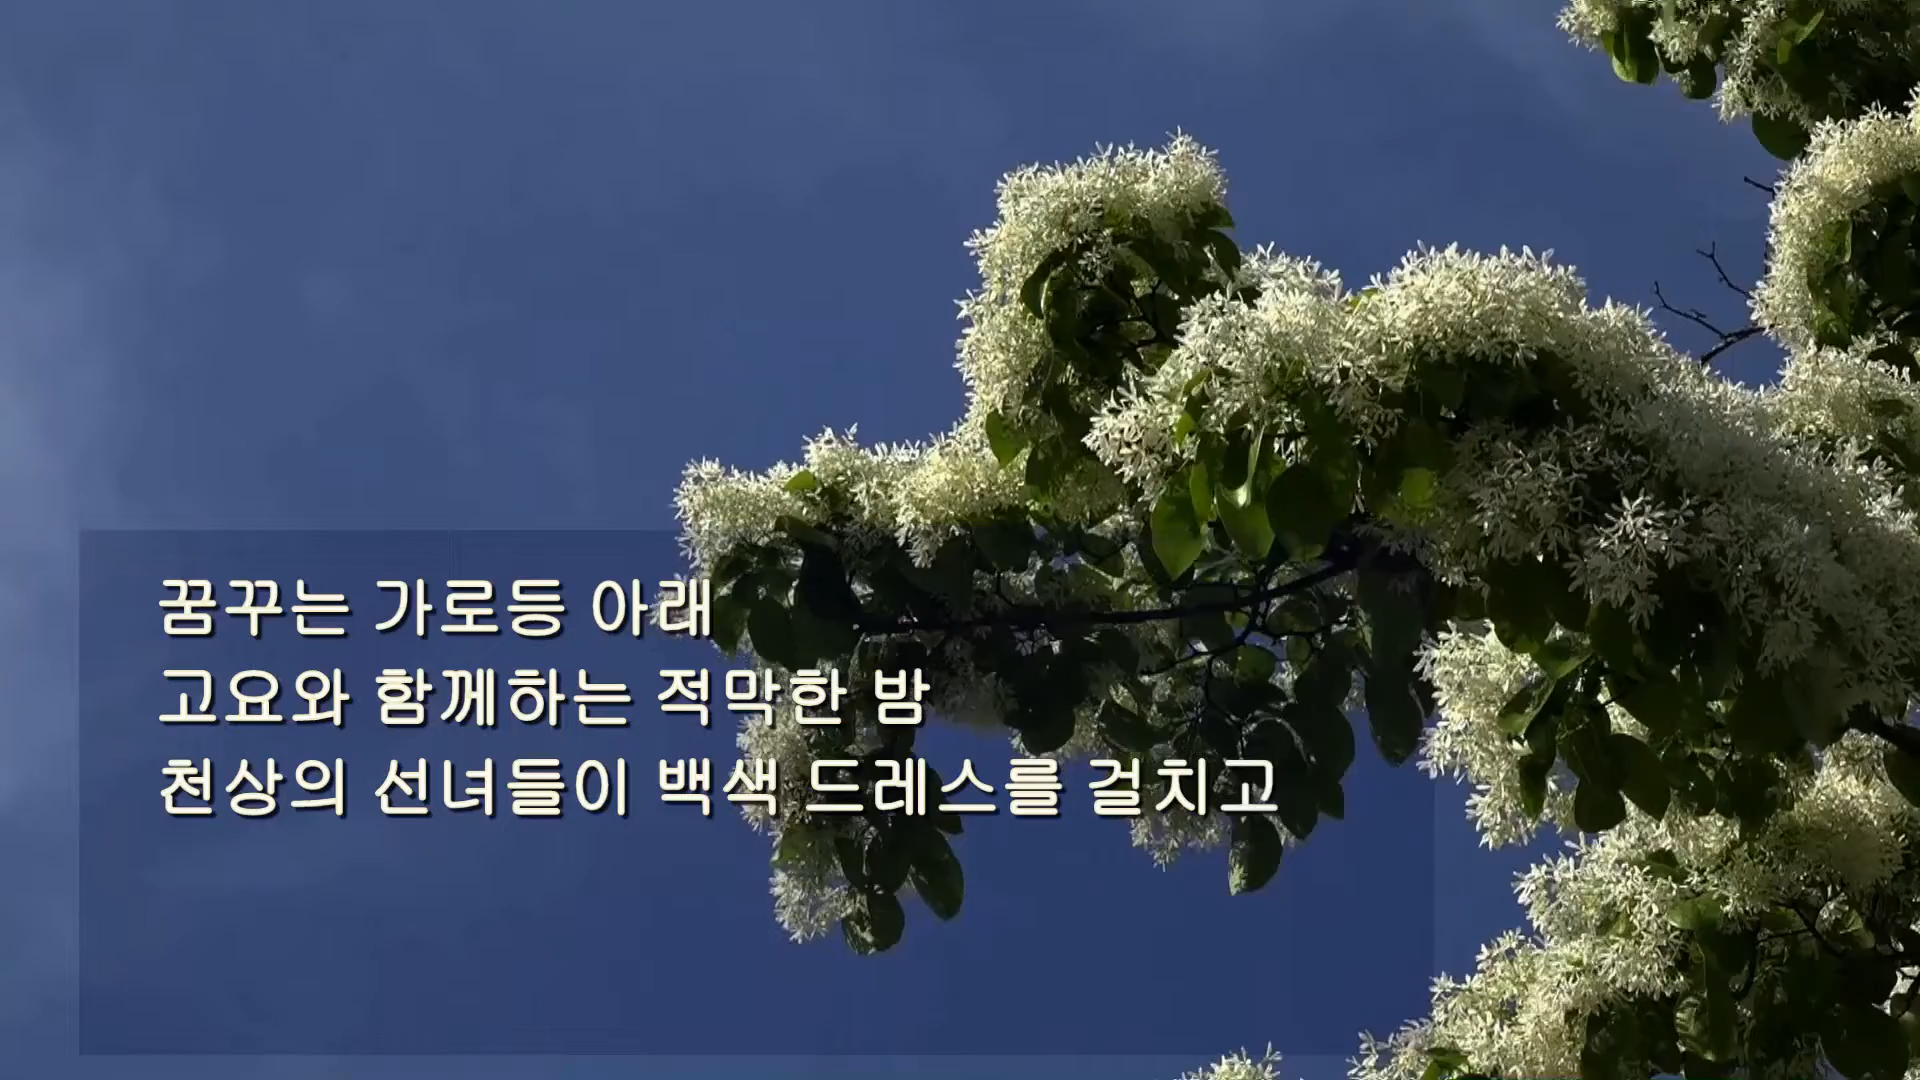 꿈꾸는 가로등 아래
고요와 함께하는 적막한 밤
천상의 선녀들이 백색 드레스를 걸치고